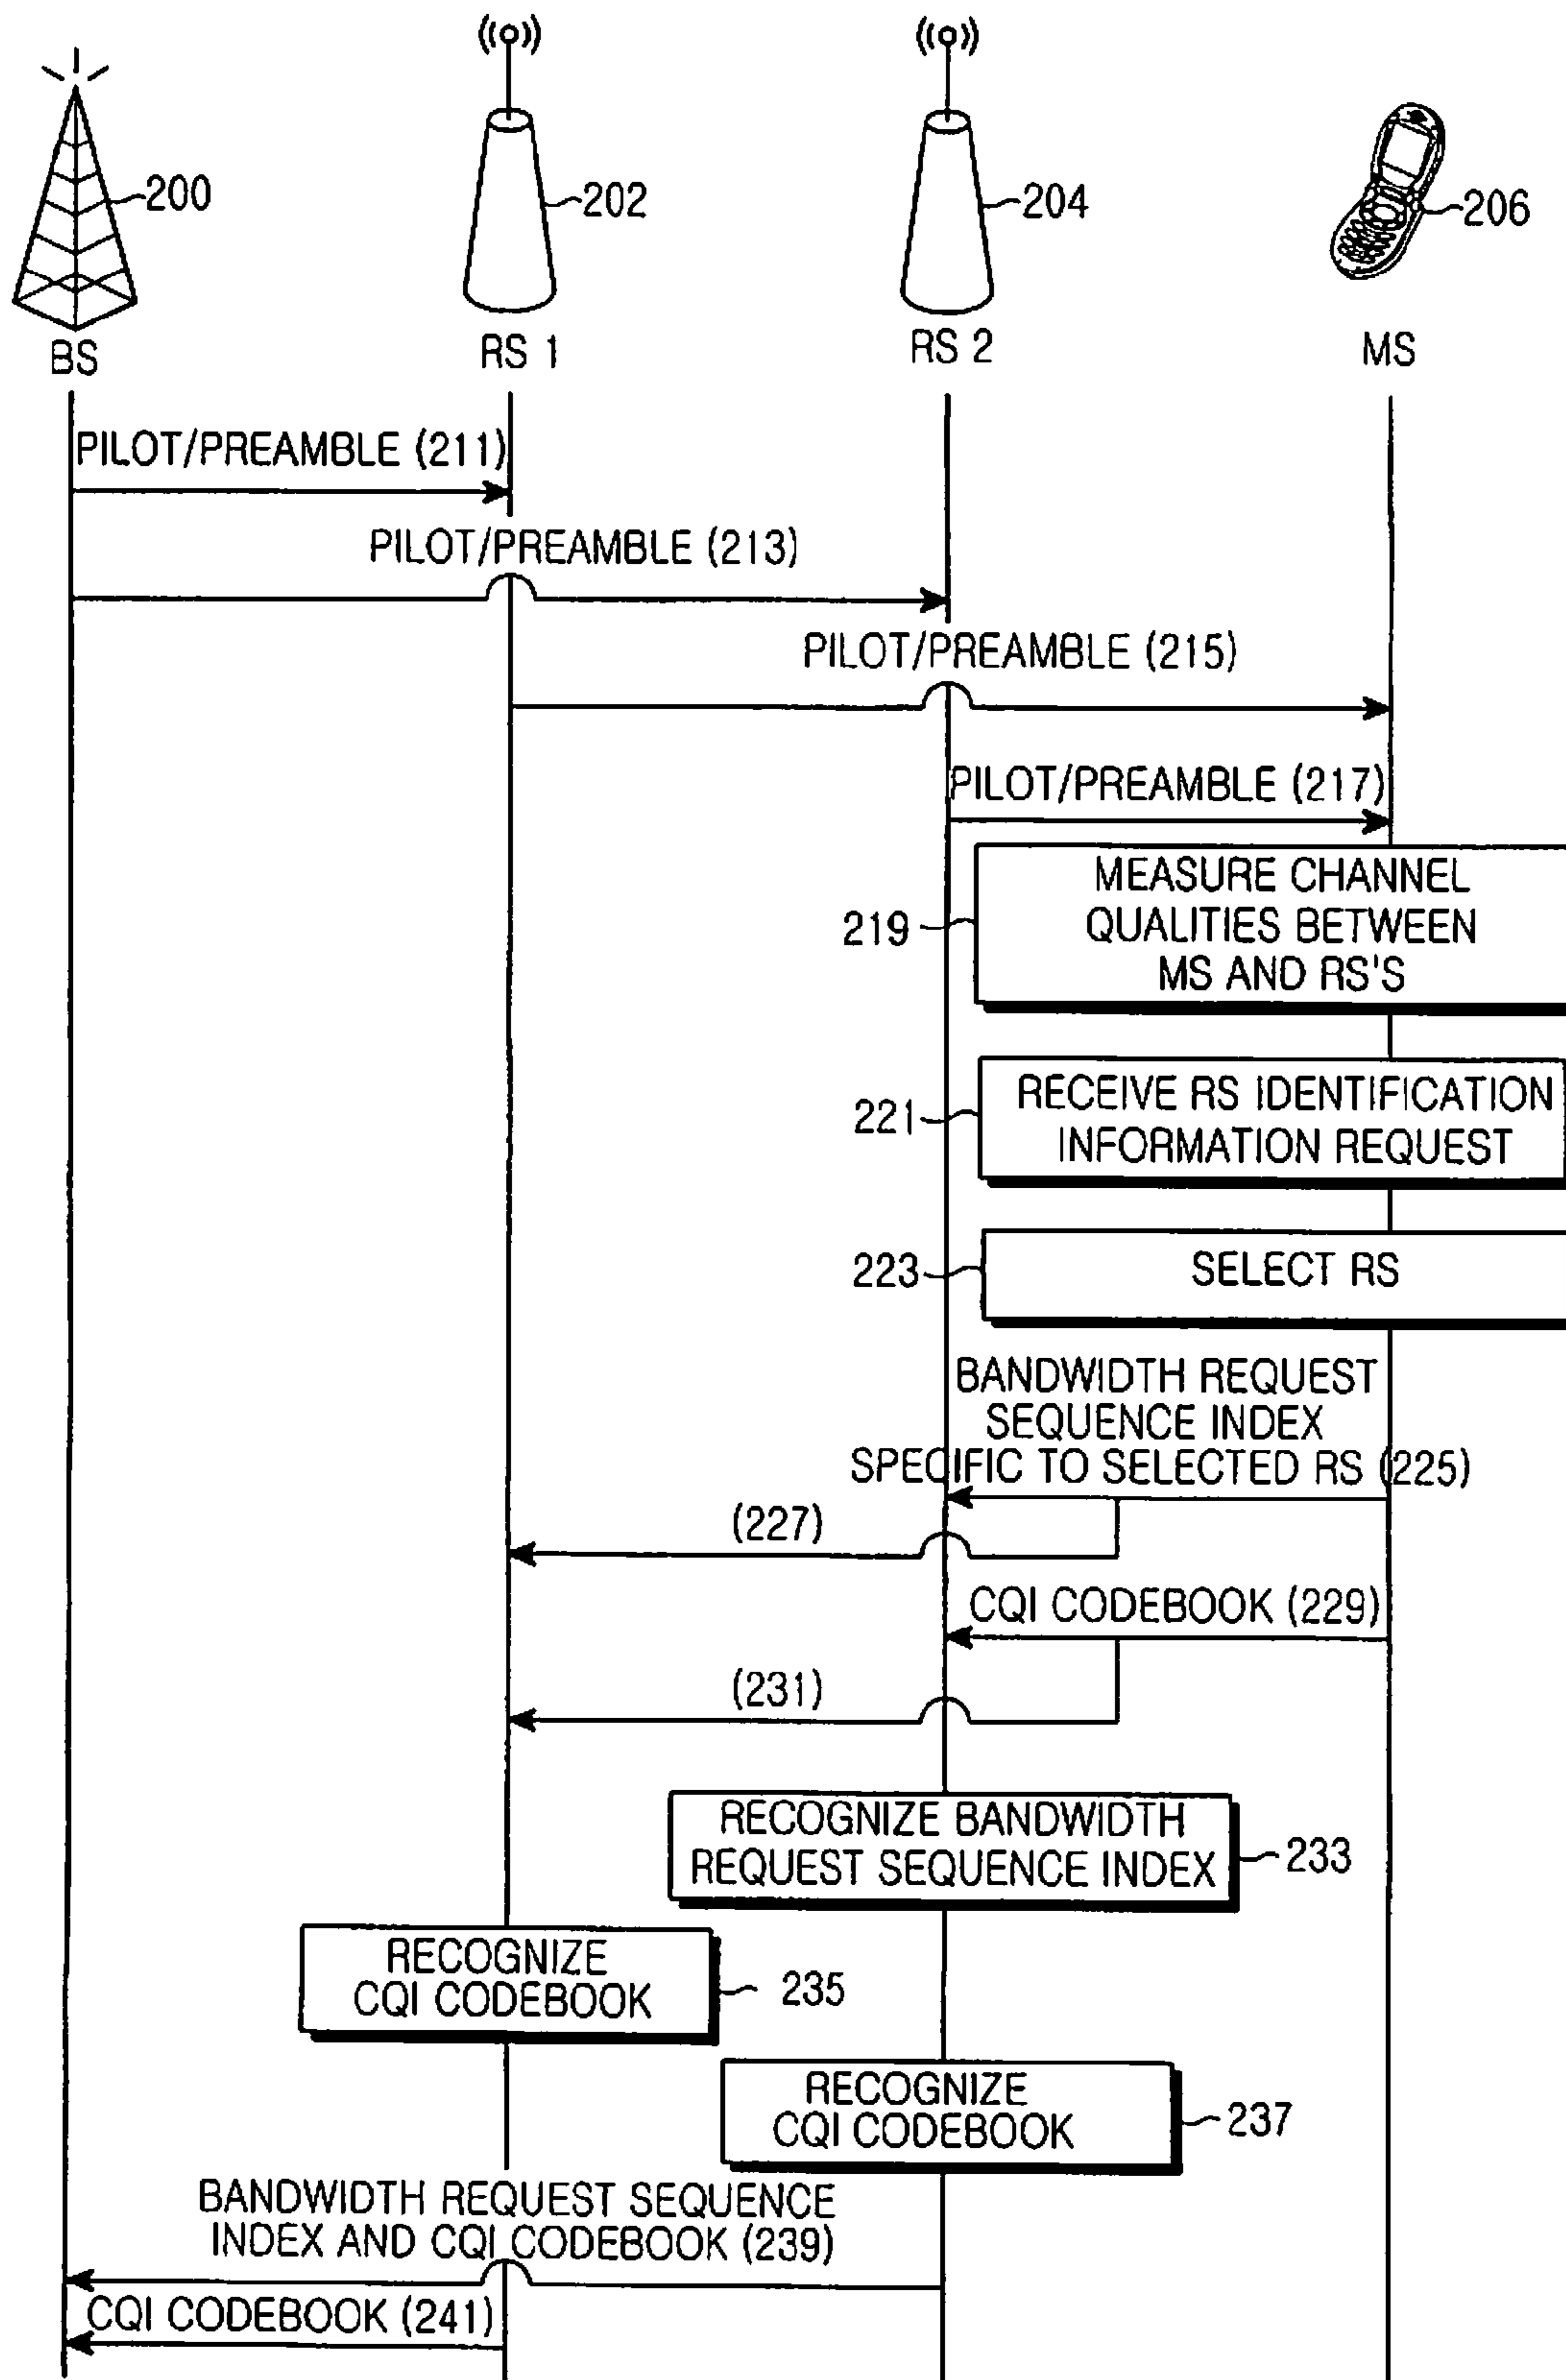 200
202
204
206
BS
RS 1
RS 2
MS
PILOT/PREAMBLE (211)
PILOT/PREAMBLE (213)
PILOT/PREAMBLE (215)
PILOT/PREAMBLE (217)
MEASURE CHANNEL
QUALITIES BETWEEN
MS AND RS'S
219
RECEIVE RS IDENTIFICATION
INFORMATION REQUEST
221
SELECT RS
223
BANDWIDTH REQUEST
SEQUENCE INDEX
SPECIFIC TO SELECTED RS (225)
(227)
CQI CODEBOOK (229)
(231)
RECOGNIZE BANDWIDTH
REQUEST SEQUENCE INDEX
233
RECOGNIZE
CQI CODEBOOK
235
RECOGNIZE
CQI CODEBOOK
237
BANDWIDTH REQUEST SEQUENCE
INDEX AND CQI CODEBOOK (239)
CQI CODEBOOK (241)